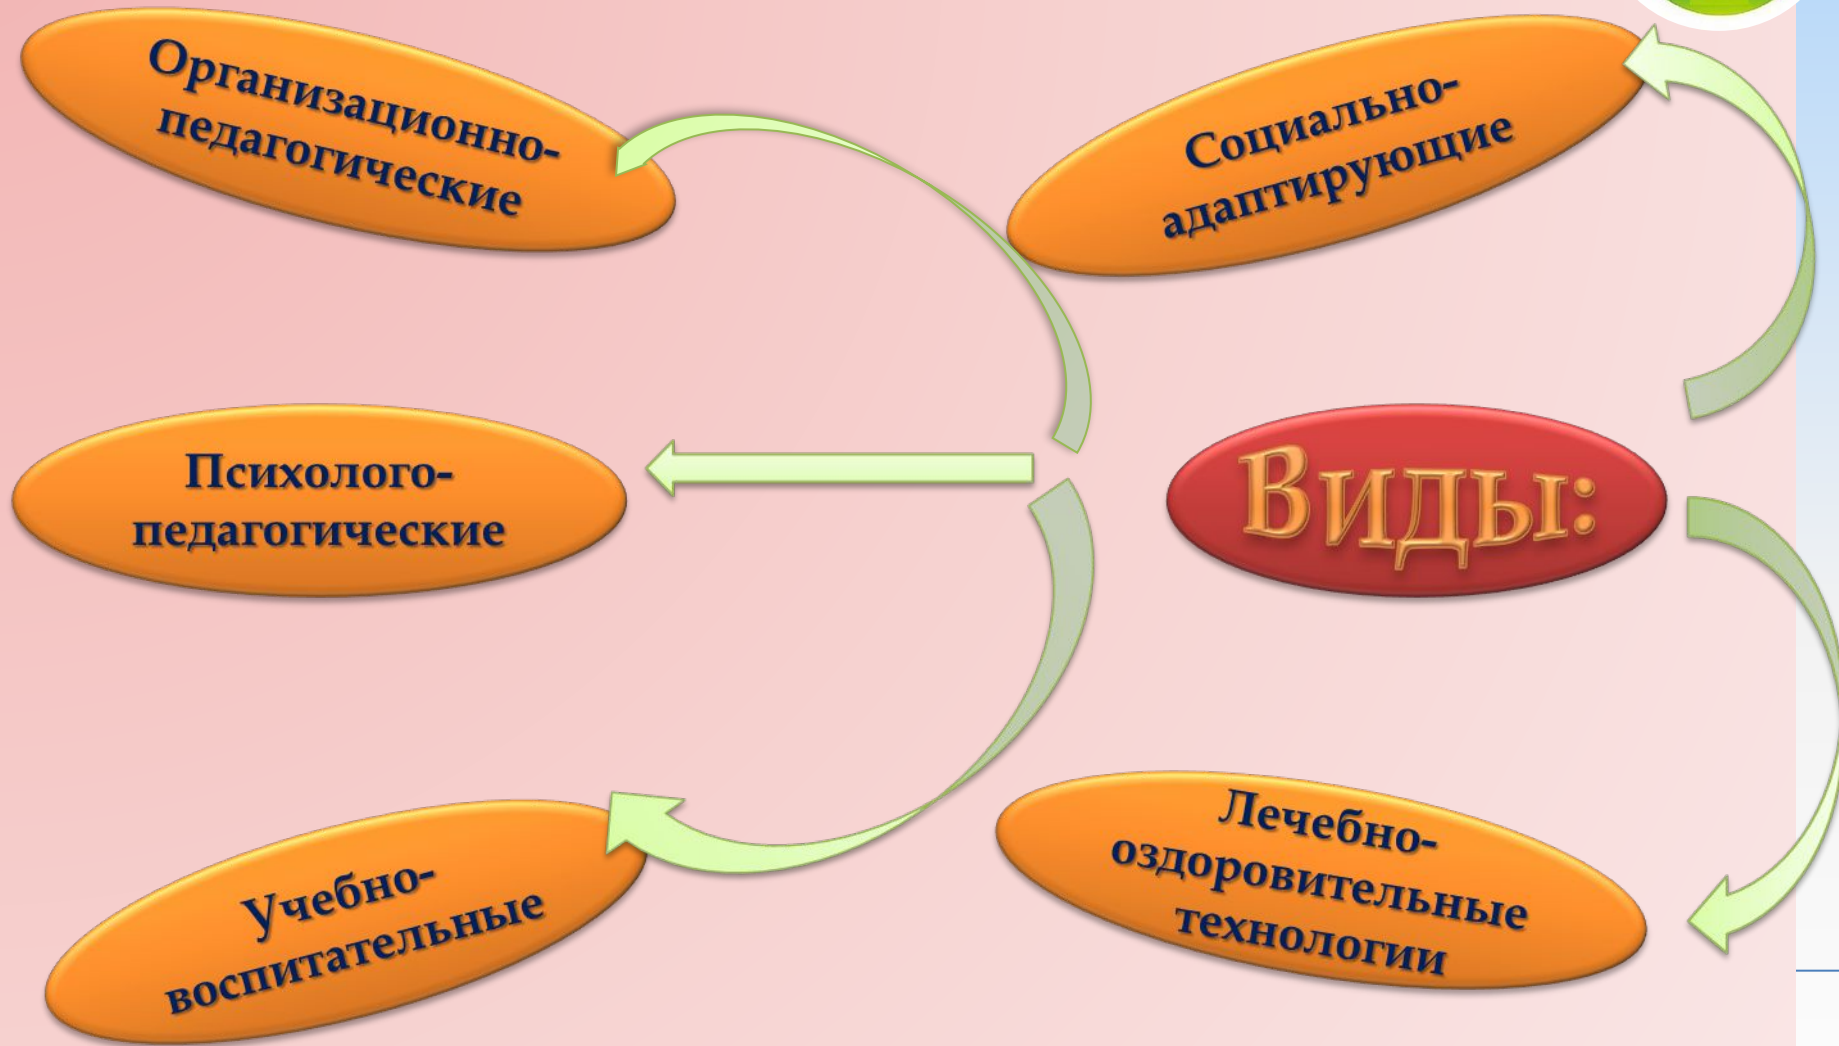 Организационно-
педагогические
Социально-
адаптирующие
Психолого-
педагогические
Виды:
Учебно-
воспитательные
Лечебно-
оздоровительные
технологии